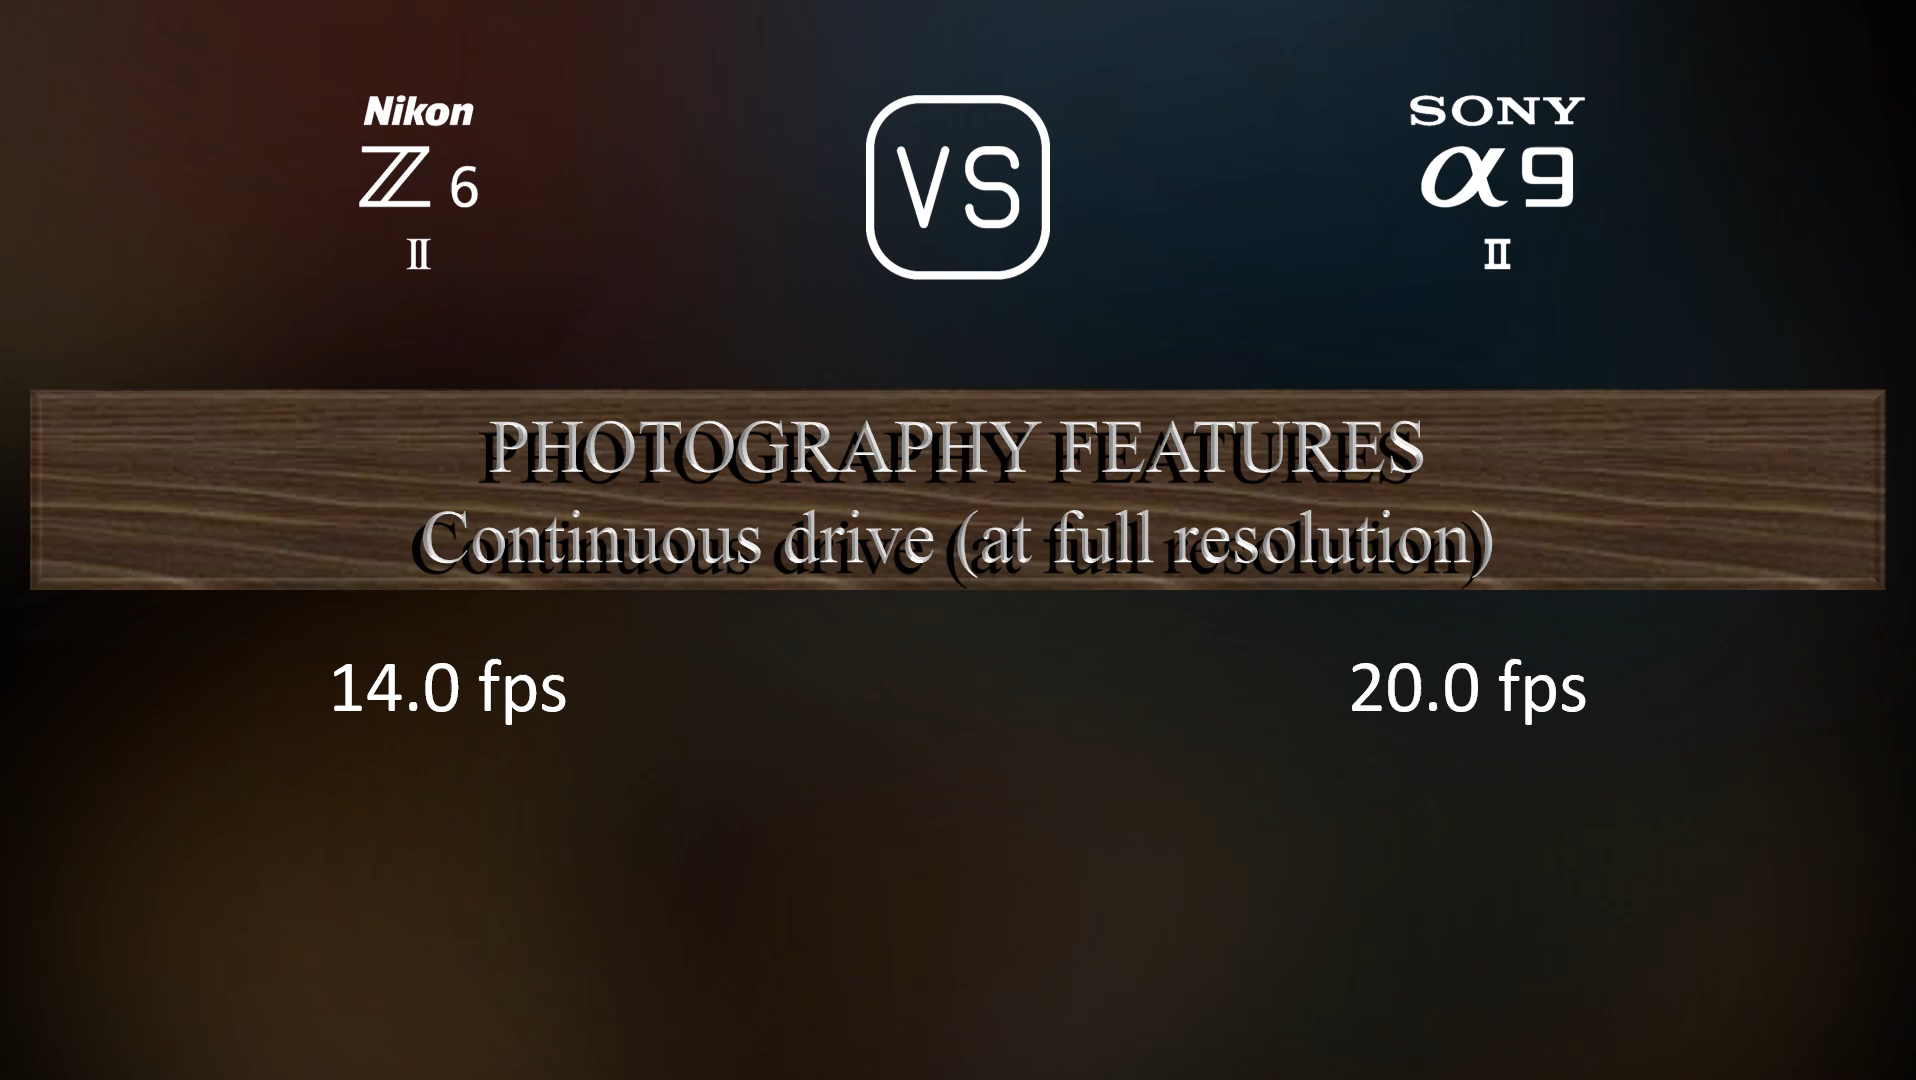 Nikon
Z 6
II
VS
SONY
α9
II
PHOTOGRAPHY FEATURES
Continuous drive (at full resolution)
14.0 fps
20.0 fps